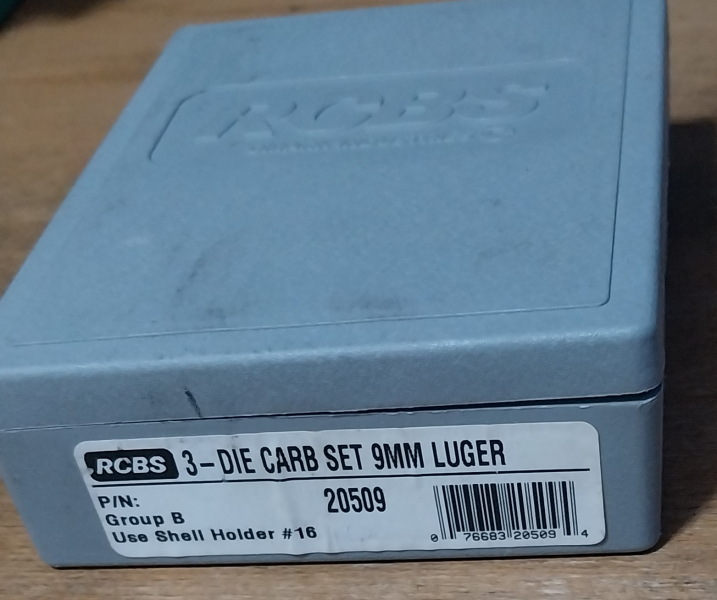 RCBS
RCBS 3-DIE CARB SET 9MM LUGER
P/N: 20509
Group B
Use Shell Holder #16
0 76683 20509 4